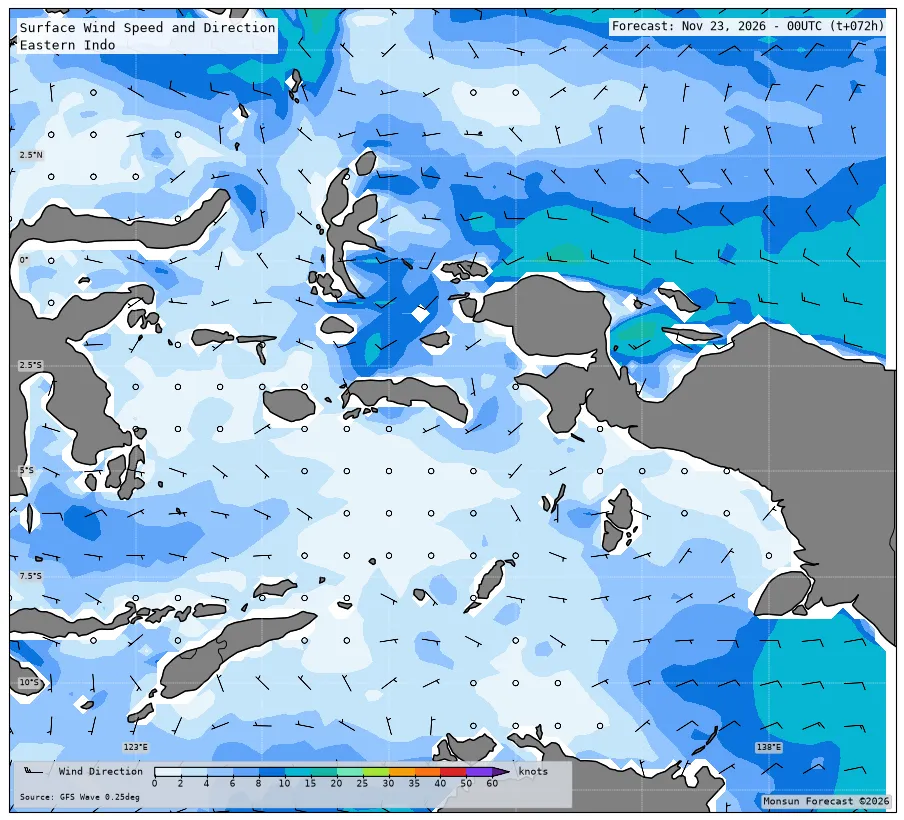 Surface Wind Speed and Direction
Eastern Indo
Forecast: Nov 23, 2026 - 00UTC (t+072h)
2.5°N
0°
2.5°S
5°S
7.5°S
10°S
123°E
138°E
Wind Direction
knots
0 2 4 6 8 10 15 20 25 30 35 40 50 60
Source: GFS Wave 0.25deg
Monsun Forecast ©2026